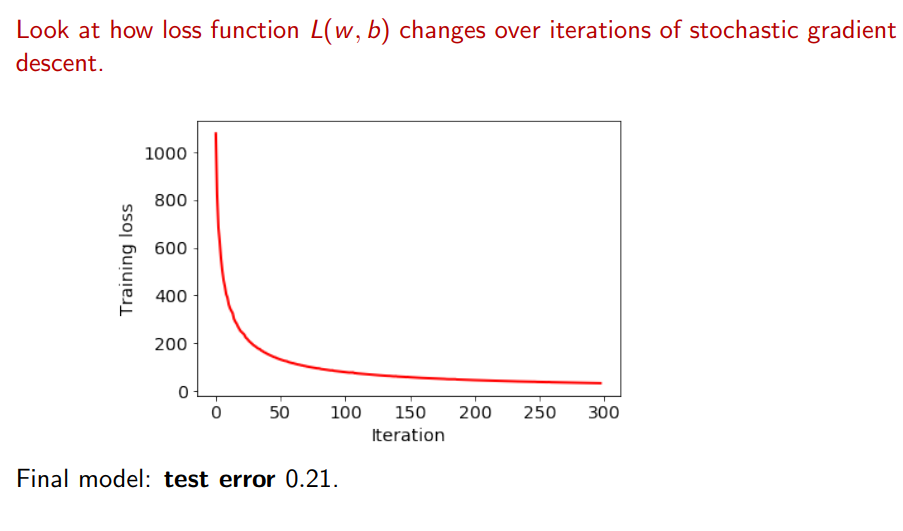 Look at how loss function L(w, b) changes over iterations of stochastic gradient
descent.
1000
800
600
400
200
0
Training loss
0 50 100 150 200 250 300
Iteration
Final model: test error 0.21.